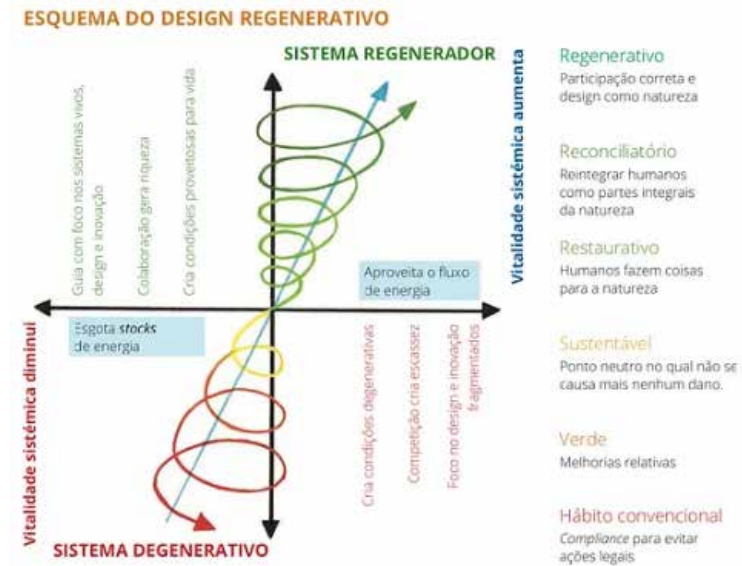 ESQUEMA DO DESIGN REGENERATIVO
SISTEMA REGENERADOR
Guia com foco nos sistemas vivos,
design e inovação
Colaboração gera riqueza
Cria condições proveitosas para vida
Aproveita o fluxo
de energia
Esgota stocks
de energia
Cria condições degenerativas
Competição cria escassez
Foco no design e inovação
fragmentados
Vitalidade sistémica diminui
SISTEMA DEGENERATIVO
Vitalidade sistémica aumenta
Regenerativo
Participação correta e
design como natureza
Reconciliatório
Reintegrar humanos
como partes integrais
da natureza
Restaurativo
Humanos fazem coisas
para a natureza
Sustentável
Ponto neutro no qual não se
causa mais nenhum dano.
Verde
Melhorias relativas
Hábito convencional
Compliance para evitar
ações legais